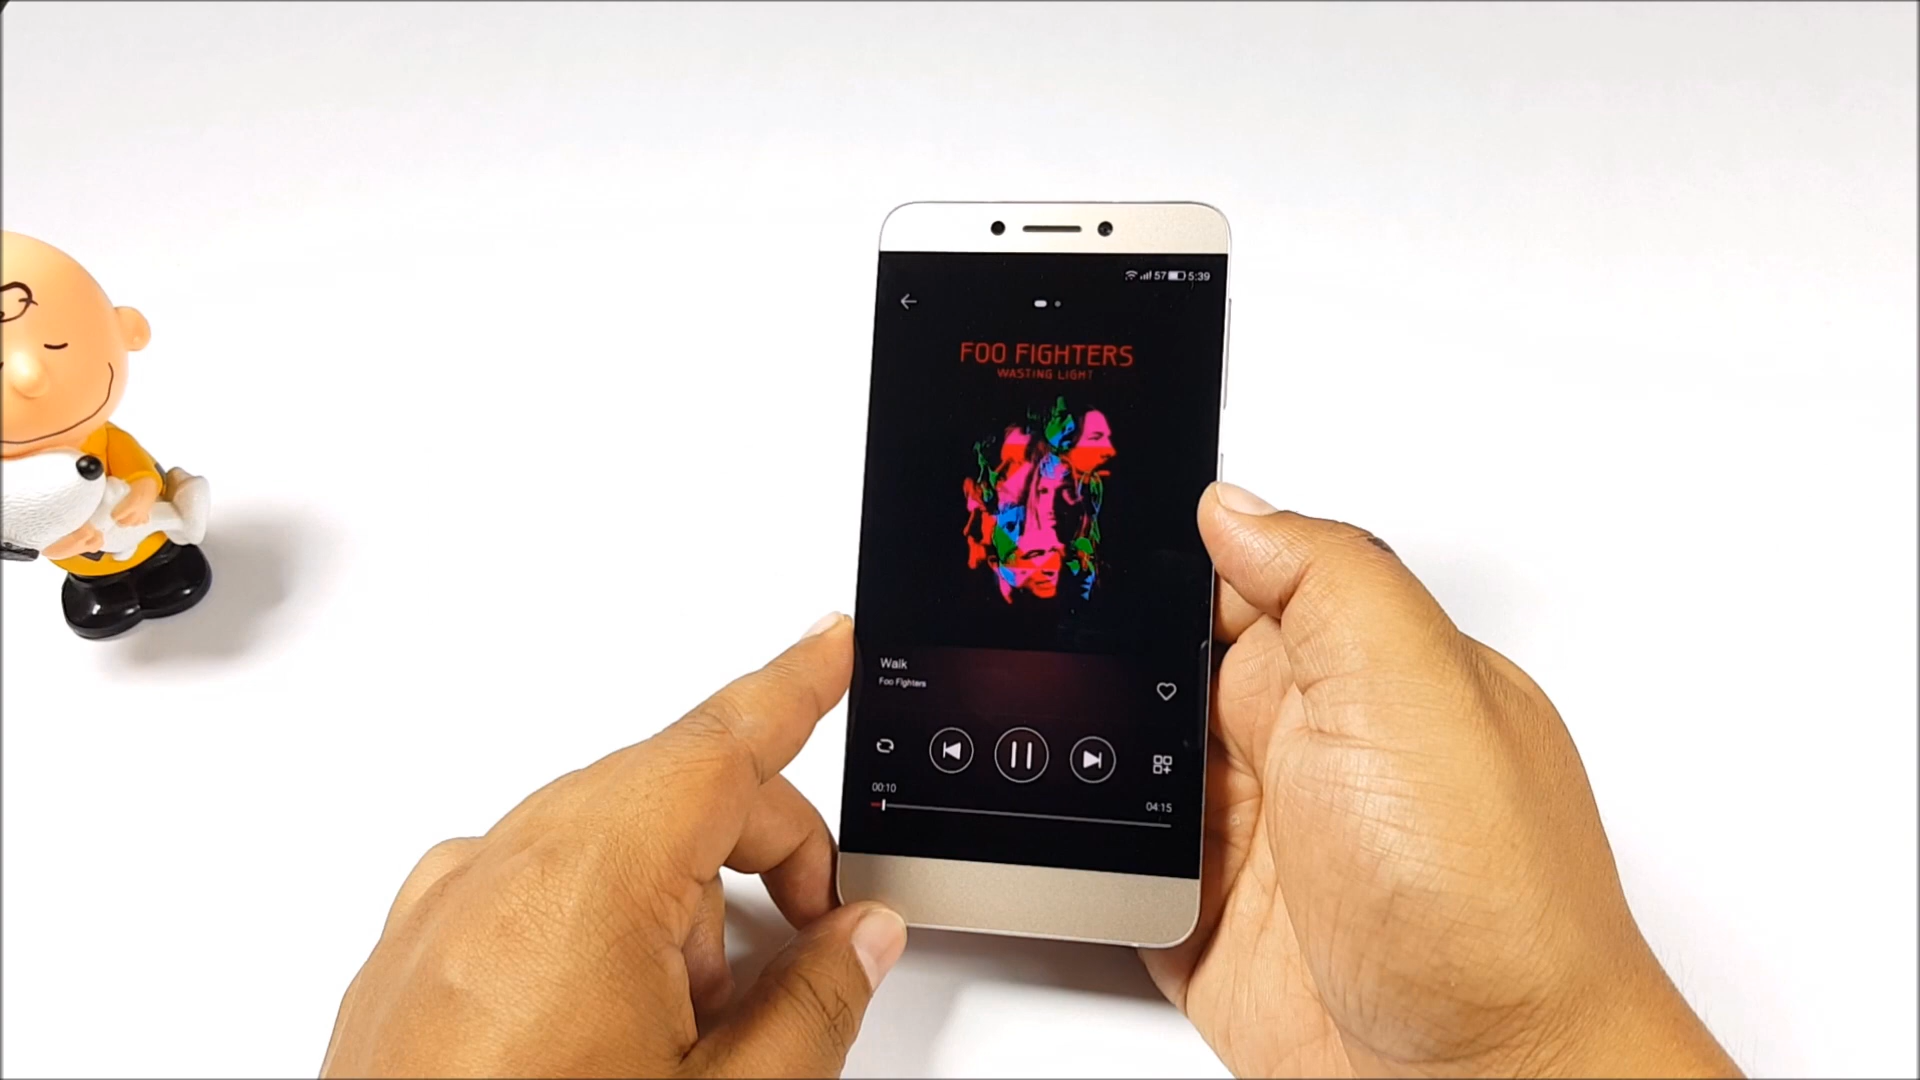 57 5:39
FOO FIGHTERS
WASTING LIGHT
Walk
Foo Fighters
00:10
04:15